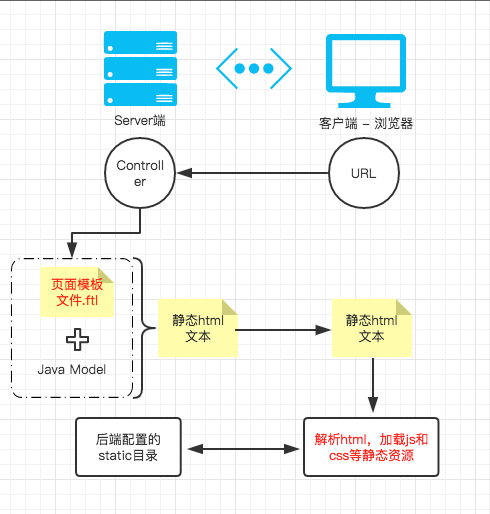 Server端
客户端 – 浏览器
Controll
er
URL
页面模板
文件.ftl
Java Model
静态html
文本
静态html
文本
后端配置的
static目录
解析html，加载js和
css等静态资源